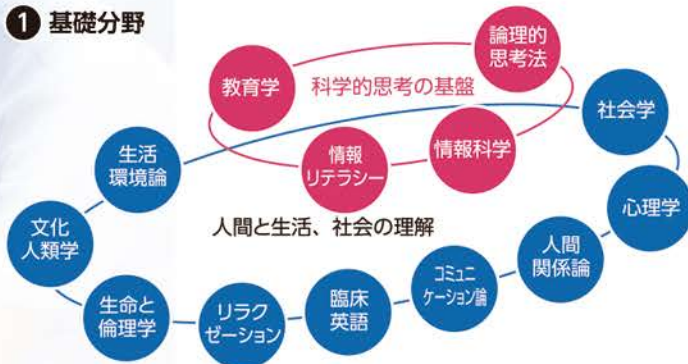 ❶ 基礎分野
論理的
思考法
教育学
科学的思考の基盤
社会学
情報
リテラシー
情報科学
生活
環境論
心理学
人間と生活、社会の理解
文化
人類学
人間
関係論
コミュニ
ケーション論
臨床
英語
生命と
倫理学
リラク
ゼーション